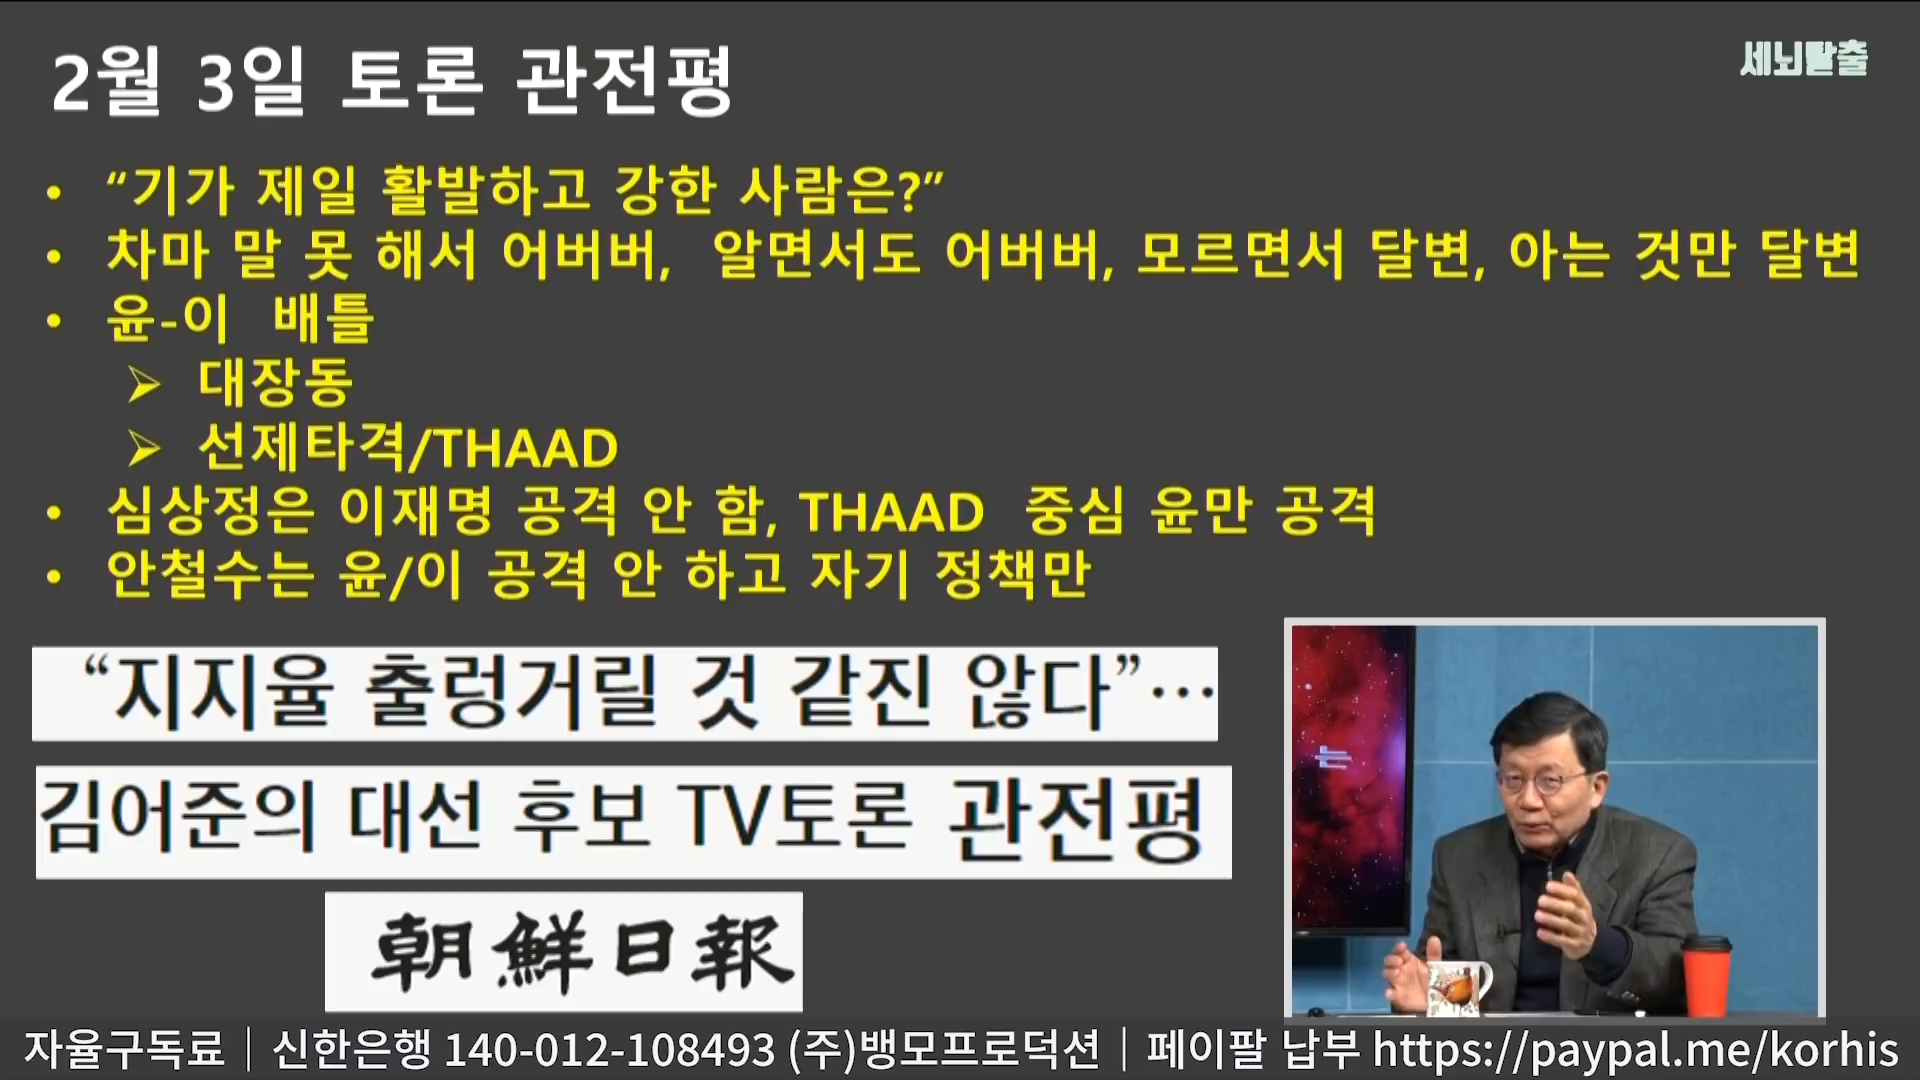 2월 3일 토론 관전평
세뇌탈출
• “기가 제일 활발하고 강한 사람은?”
• 차마 말 못 해서 어버버, 알면서도 어버버, 모르면서 달변, 아는 것만 달변
• 윤-이 배틀
➢ 대장동
➢ 선제타격/THAAD
• 심상정은 이재명 공격 안 함, THAAD 중심 윤만 공격
• 안철수는 윤/이 공격 안 하고 자기 정책만
“지지율 출렁거릴 것 같진 않다”…
김어준의 대선 후보 TV토론 관전평
朝鮮日報
는
자율구독료｜신한은행 140-012-108493 (주)뱅모프로덕션｜페이팔 납부 https://paypal.me/korhis